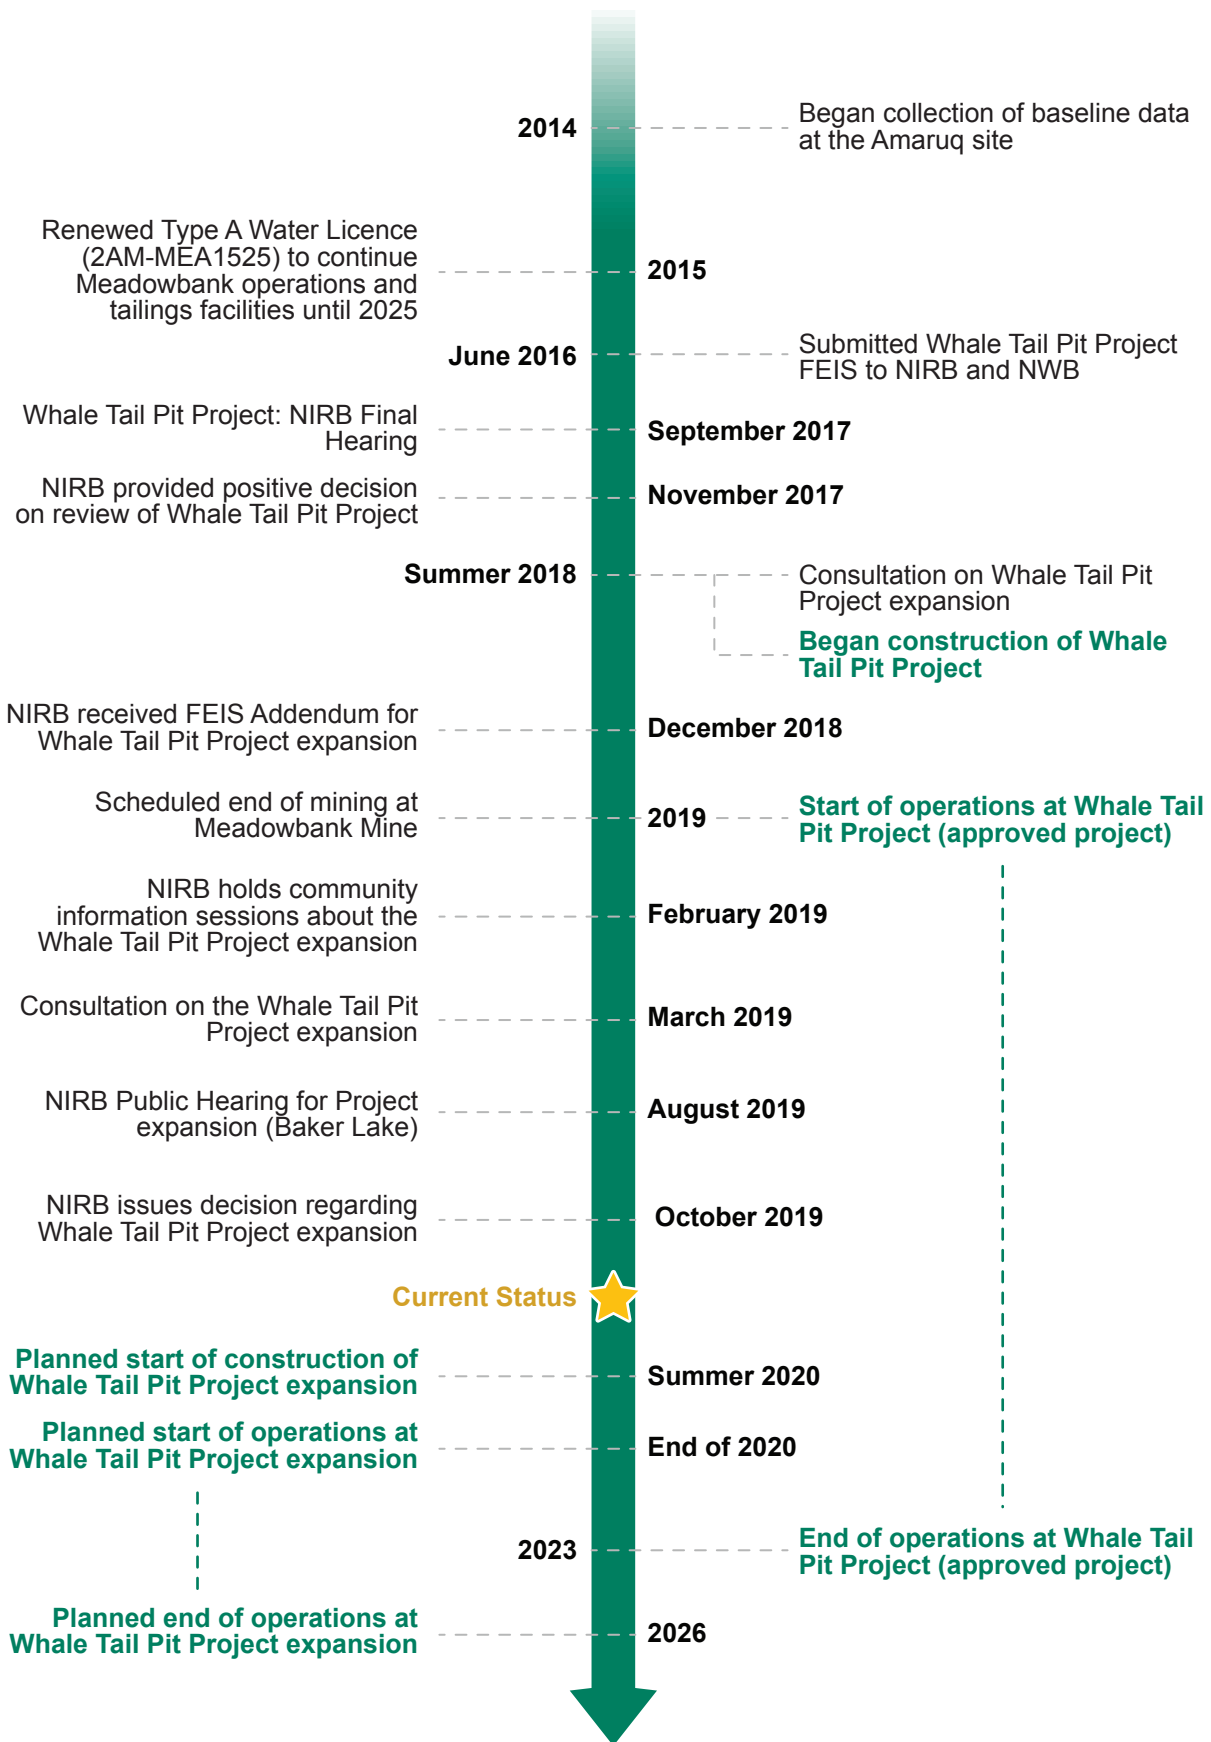 2014
Began collection of baseline data
at the Amaruq site
Renewed Type A Water Licence
(2AM-MEA1525) to continue
Meadowbank operations and
tailings facilities until 2025
2015
June 2016
Submitted Whale Tail Pit Project
FEIS to NIRB and NWB
Whale Tail Pit Project: NIRB Final
Hearing
September 2017
NIRB provided positive decision
on review of Whale Tail Pit Project
November 2017
Summer 2018
Consultation on Whale Tail Pit
Project expansion
Began construction of Whale
Tail Pit Project
NIRB received FEIS Addendum for
Whale Tail Pit Project expansion
December 2018
Scheduled end of mining at
Meadowbank Mine
2019
Start of operations at Whale Tail
Pit Project (approved project)
NIRB holds community
information sessions about the
Whale Tail Pit Project expansion
February 2019
Consultation on the Whale Tail Pit
Project expansion
March 2019
NIRB Public Hearing for Project
expansion (Baker Lake)
August 2019
NIRB issues decision regarding
Whale Tail Pit Project expansion
October 2019
Current Status
Planned start of construction of
Whale Tail Pit Project expansion
Summer 2020
Planned start of operations at
Whale Tail Pit Project expansion
End of 2020
2023
End of operations at Whale Tail
Pit Project (approved project)
Planned end of operations at
Whale Tail Pit Project expansion
2026